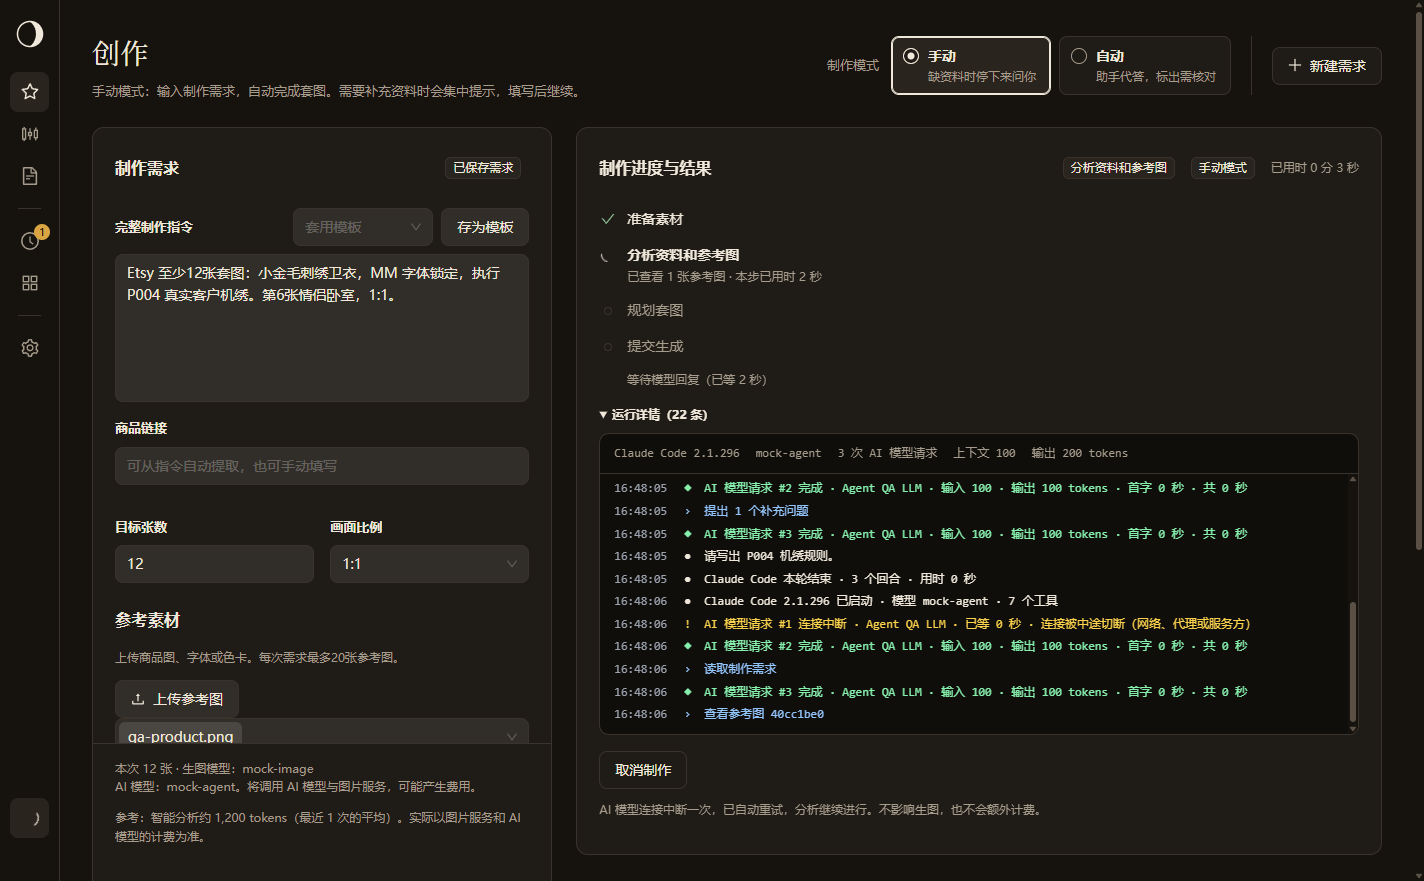 1
创作
手动模式：输入制作需求，自动完成套图。需要补充资料时会集中提示，填写后继续。
制作模式
手动
缺资料时停下来问你
自动
助手代答，标出需核对
新建需求
制作需求
已保存需求
完整制作指令
套用模板
存为模板
Etsy 至少12张套图：小金毛刺绣卫衣，MM 字体锁定，执行
P004 真实客户机绣。第6张情侣卧室，1:1。
商品链接
可从指令自动提取，也可手动填写
目标张数
画面比例
12
1:1
参考素材
上传商品图、字体或色卡。每次需求最多20张参考图。
上传参考图
qa-product.png
本次 12 张 · 生图模型：mock-image
AI 模型：mock-agent。将调用 AI 模型与图片服务，可能产生费用。
参考：智能分析约 1,200 tokens（最近 1 次的平均）。实际以图片服务和 AI
模型的计费为准。
制作进度与结果
分析资料和参考图
手动模式
已用时 0 分 3 秒
准备素材
分析资料和参考图
已查看 1 张参考图 · 本步已用时 2 秒
规划套图
提交生成
等待模型回复（已等 2 秒）
运行详情（22 条）
Claude Code 2.1.296 mock-agent 3 次 AI 模型请求 上下文 100 输出 200 tokens
16:48:05 ◆ AI 模型请求 #2 完成 · Agent QA LLM · 输入 100 · 输出 100 tokens · 首字 0 秒 · 共 0 秒
16:48:05 › 提出 1 个补充问题
16:48:05 ◆ AI 模型请求 #3 完成 · Agent QA LLM · 输入 100 · 输出 100 tokens · 首字 0 秒 · 共 0 秒
16:48:05 ● 请写出 P004 机绣规则。
16:48:05 ● Claude Code 本轮结束 · 3 个回合 · 用时 0 秒
16:48:06 ● Claude Code 2.1.296 已启动 · 模型 mock-agent · 7 个工具
16:48:06 ! AI 模型请求 #1 连接中断 · Agent QA LLM · 已等 0 秒 · 连接被中途切断（网络、代理或服务方）
16:48:06 ◆ AI 模型请求 #2 完成 · Agent QA LLM · 输入 100 · 输出 100 tokens · 首字 0 秒 · 共 0 秒
16:48:06 › 读取制作需求
16:48:06 ◆ AI 模型请求 #3 完成 · Agent QA LLM · 输入 100 · 输出 100 tokens · 首字 0 秒 · 共 0 秒
16:48:06 › 查看参考图 40cc1be0
取消制作
AI 模型连接中断一次，已自动重试，分析继续进行。不影响生图，也不会额外计费。